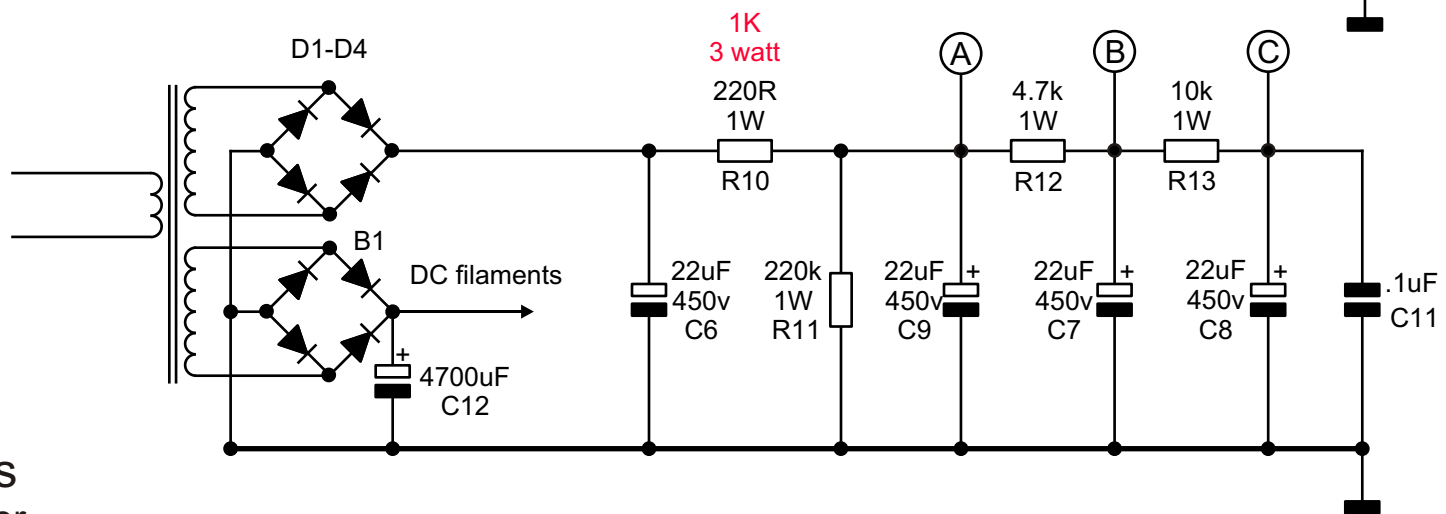 1K
3 watt
D1-D4
220R
1W
R10
A
4.7k
1W
R12
B
10k
1W
R13
C
B1
DC filaments
22uF
450v
C6
220k
1W
R11
22uF
+
450v
C9
22uF
+
450v
C7
22uF
+
450v
C8
.1uF
C11
+
4700uF
C12